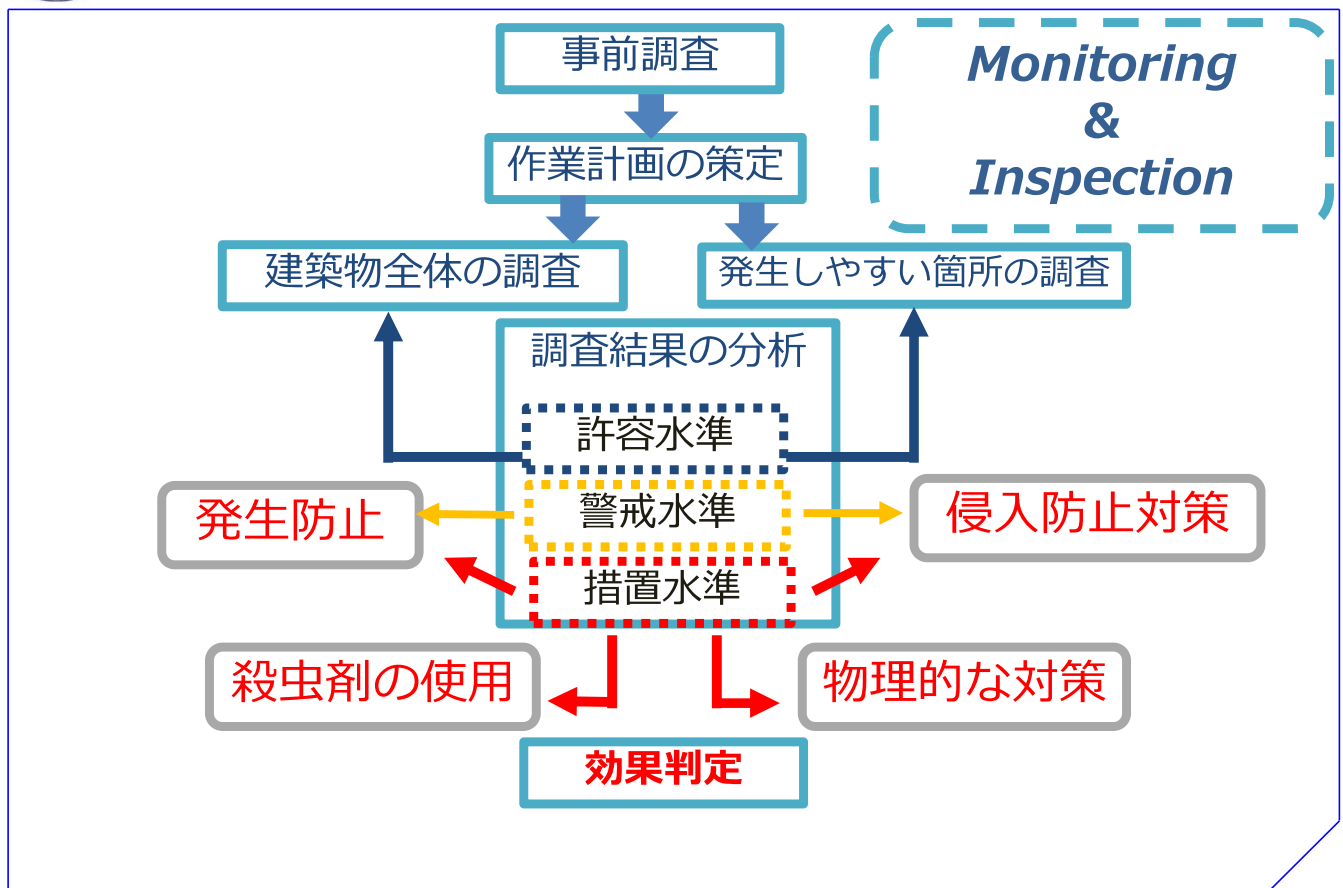 事前調査
Monitoring
&
Inspection
作業計画の策定
建築物全体の調査
発生しやすい箇所の調査
調査結果の分析
許容水準
警戒水準
措置水準
発生防止
侵入防止対策
殺虫剤の使用
物理的な対策
効果判定